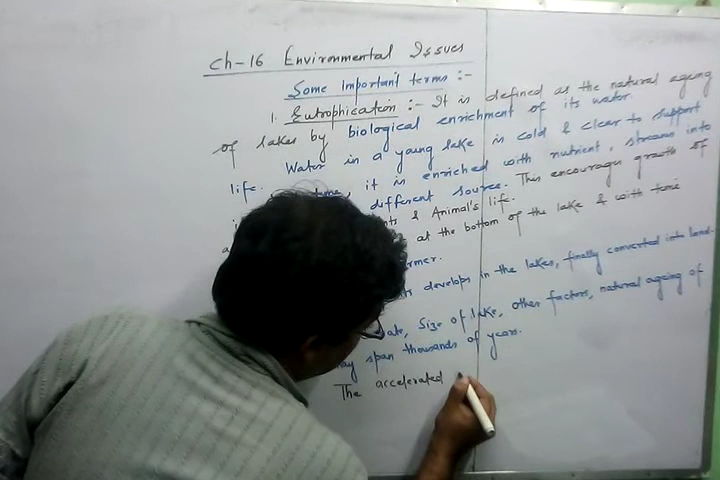 Ch-16 Environmental Issues
Some Important terms :-
1. Eutrophication :- It is defined as the natural ageing
of lakes by biological enrichment of its water.
Water in a young lake is cold & clear to support
life. time, it is enriched with nutrient, streams into
different source. This encourages growth of
& Animal's life.
at the bottom of the lake & with time
develops in the lakes, finally converted into land.
Size of lake, other factors, natural ageing of
may span thousands of years.
The accelerated